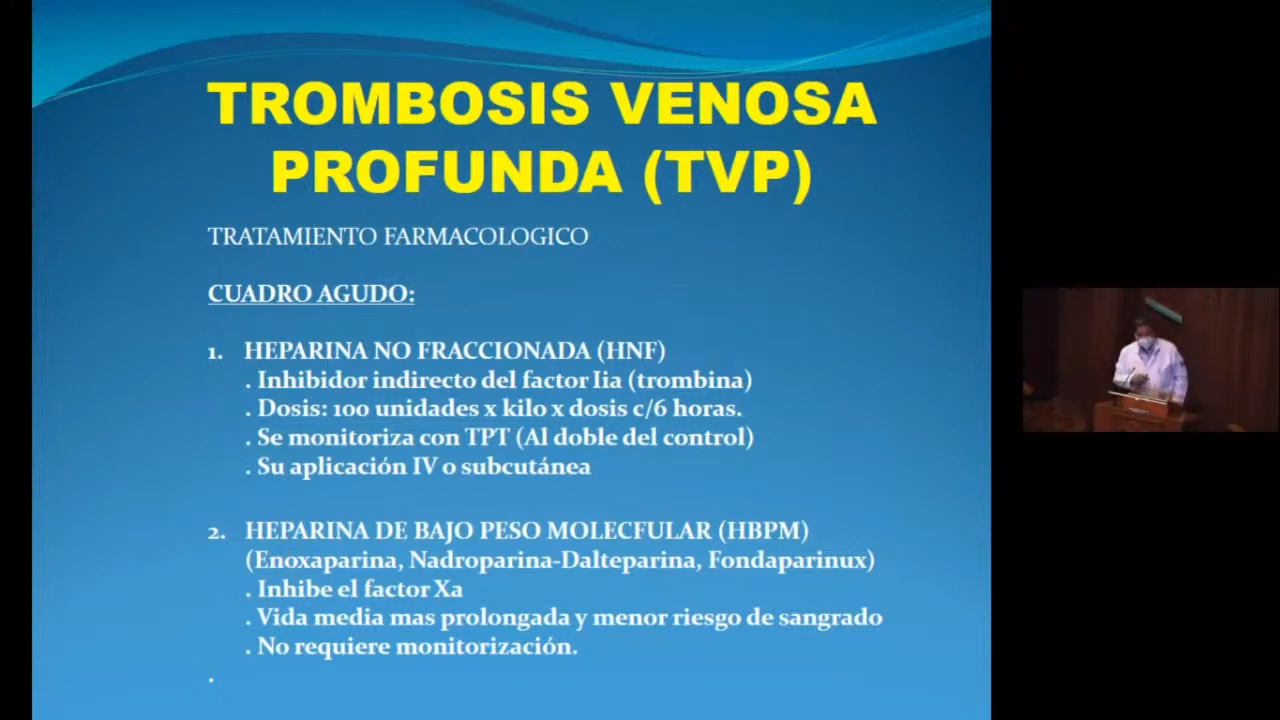 TROMBOSIS VENOSA
PROFUNDA (TVP)
TRATAMIENTO FARMACOLOGICO
CUADRO AGUDO:
1. HEPARINA NO FRACCIONADA (HNF)
. Inhibidor indirecto del factor Iia (trombina)
. Dosis: 100 unidades x kilo x dosis c/6 horas.
. Se monitoriza con TPT (Al doble del control)
. Su aplicación IV o subcutánea
2. HEPARINA DE BAJO PESO MOLECFULAR (HBPM)
(Enoxaparina, Nadroparina-Dalteparina, Fondaparinux)
. Inhibe el factor Xa
. Vida media mas prolongada y menor riesgo de sangrado
. No requiere monitorización.
.